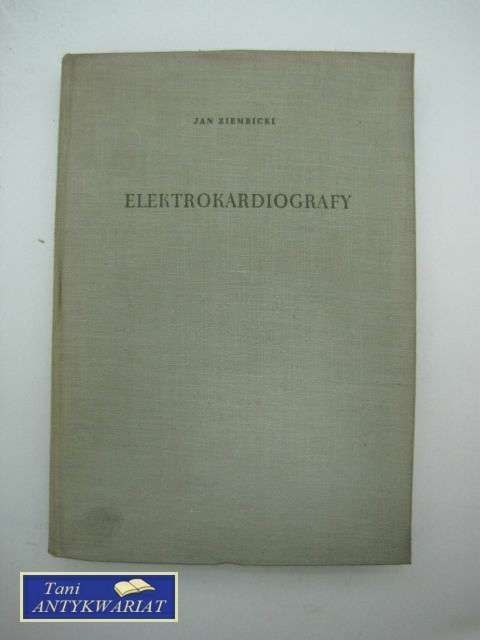 JAN ZIEMBICKI
ELEKTROKARDIOGRAFY
Tani
ANTYKWARIAT